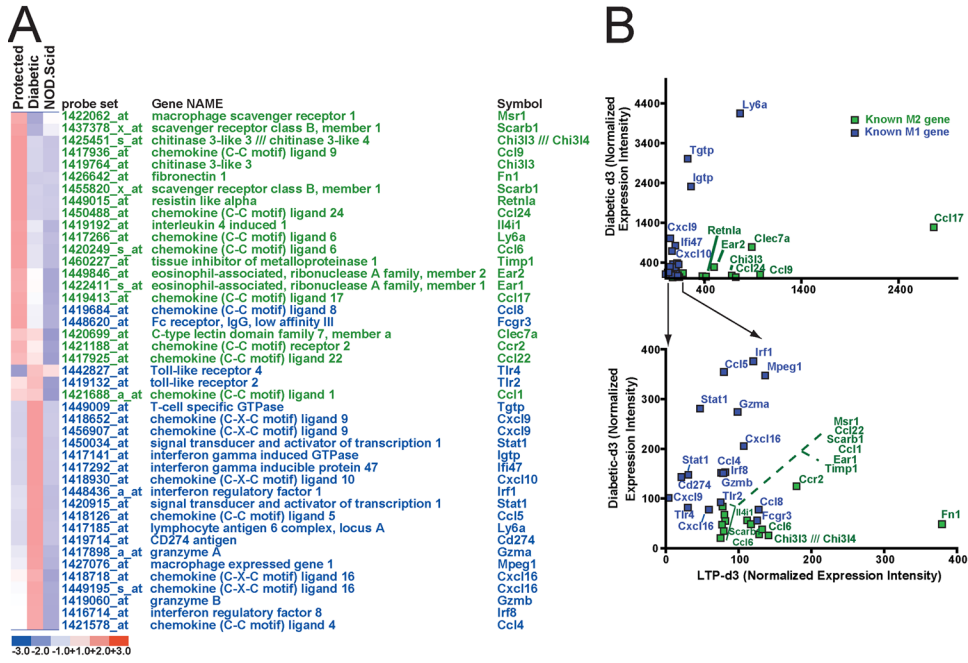 A
Protected
Diabetic
NOD.Scid
probe set Gene NAME Symbol
1422062_at macrophage scavenger receptor 1 Msr1
1437378_x_at scavenger receptor class B, member 1 Scarb1
1425451_s_at chitinase 3-like 3 /// chitinase 3-like 4 Chi3l3 /// Chi3l4
1417936_at chemokine (C-C motif) ligand 9 Ccl9
1419764_at chitinase 3-like 3 Chi3l3
1426642_at fibronectin 1 Fn1
1455820_x_at scavenger receptor class B, member 1 Scarb1
1449015_at resistin like alpha Retnla
1450488_at chemokine (C-C motif) ligand 24 Ccl24
1419192_at interleukin 4 induced 1 Il4i1
1417266_at chemokine (C-C motif) ligand 6 Ly6a
1420249_s_at chemokine (C-C motif) ligand 6 Ccl6
1460227_at tissue inhibitor of metalloproteinase 1 Timp1
1449846_at eosinophil-associated, ribonuclease A family, member 2 Ear2
1422411_s_at eosinophil-associated, ribonuclease A family, member 1 Ear1
1419413_at chemokine (C-C motif) ligand 17 Ccl17
1419684_at chemokine (C-C motif) ligand 8 Ccl8
1448620_at Fc receptor, IgG, low affinity III Fcgr3
1420699_at C-type lectin domain family 7, member a Clec7a
1421188_at chemokine (C-C motif) receptor 2 Ccr2
1417925_at chemokine (C-C motif) ligand 22 Ccl22
1442827_at Toll-like receptor 4 Tlr4
1419132_at toll-like receptor 2 Tlr2
1421688_a_at chemokine (C-C motif) ligand 1 Ccl1
1449009_at T-cell specific GTPase Tgtp
1418652_at chemokine (C-X-C motif) ligand 9 Cxcl9
1456907_at chemokine (C-X-C motif) ligand 9 Cxcl9
1450034_at signal transducer and activator of transcription 1 Stat1
1417141_at interferon gamma induced GTPase Igtp
1417292_at interferon gamma inducible protein 47 Ifi47
1418930_at chemokine (C-X-C motif) ligand 10 Cxcl10
1448436_a_at interferon regulatory factor 1 Irf1
1420915_at signal transducer and activator of transcription 1 Stat1
1418126_at chemokine (C-C motif) ligand 5 Ccl5
1417185_at lymphocyte antigen 6 complex, locus A Ly6a
1419714_at CD274 antigen Cd274
1417898_a_at granzyme A Gzma
1427076_at macrophage expressed gene 1 Mpeg1
1418718_at chemokine (C-X-C motif) ligand 16 Cxcl16
1449195_s_at chemokine (C-X-C motif) ligand 16 Cxcl16
1419060_at granzyme B Gzmb
1416714_at interferon regulatory factor 8 Irf8
1421578_at chemokine (C-C motif) ligand 4 Ccl4
-3.0 -2.0 -1.0 +1.0 +2.0 +3.0
B
Diabetic d3 (Normalized
Expression Intensity)
4400
3400
2400
1400
400
400 1400 2400
Known M2 gene
Known M1 gene
Ly6a
Tgtp
Igtp
Cxcl9
Ifi47
Cxcl10
Retnla
Ear2
Clec7a
Chi3l3
Ccl24
Ccl9
Ccl17
Diabetic-d3 (Normalized
Expression Intensity)
400
300
200
100
0
0 100 200 300 400
LTP-d3 (Normalized Expression Intensity)
Irf1
Ccl5
Mpeg1
Stat1
Gzma
Cxcl16
Msr1
Ccl22
Scarb1
Ccl1
Ear1
Timp1
Stat1
Ccl4
Irf8
Cd274
Gzmb
Ccr2
Cxcl9
Tlr2
Ccl8
Tlr4
Il4i1
Fcgr3
Fn1
Cxcl16
Scarb
Ccl6
Ccl6
Chi3l3 /// Chi3l4